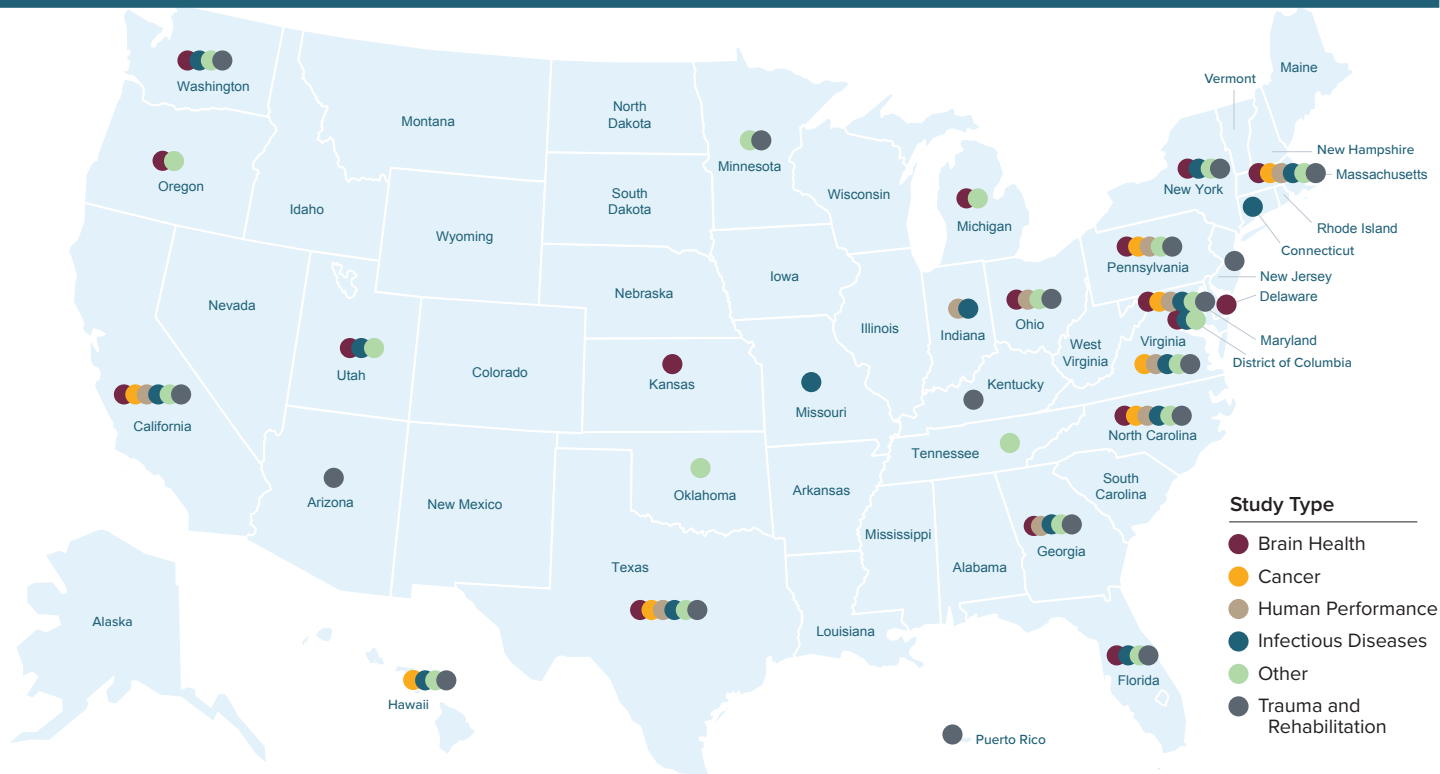 Maine
Vermont
Washington
Montana
North
Dakota
Minnesota
New Hampshire
Massachusetts
Oregon
New York
Idaho
South
Dakota
Wisconsin
Michigan
Rhode Island
Wyoming
Connecticut
Pennsylvania
Iowa
New Jersey
Nevada
Nebraska
Delaware
Illinois
Indiana
Ohio
West
Virginia
Virginia
Maryland
District of Columbia
Utah
Colorado
Kansas
Kentucky
Missouri
California
North Carolina
Tennessee
Arizona
New Mexico
Oklahoma
Arkansas
South
Carolina
Mississippi
Alabama
Georgia
Texas
Louisiana
Alaska
Hawaii
Florida
Puerto Rico
Study Type
Brain Health
Cancer
Human Performance
Infectious Diseases
Other
Trauma and
Rehabilitation